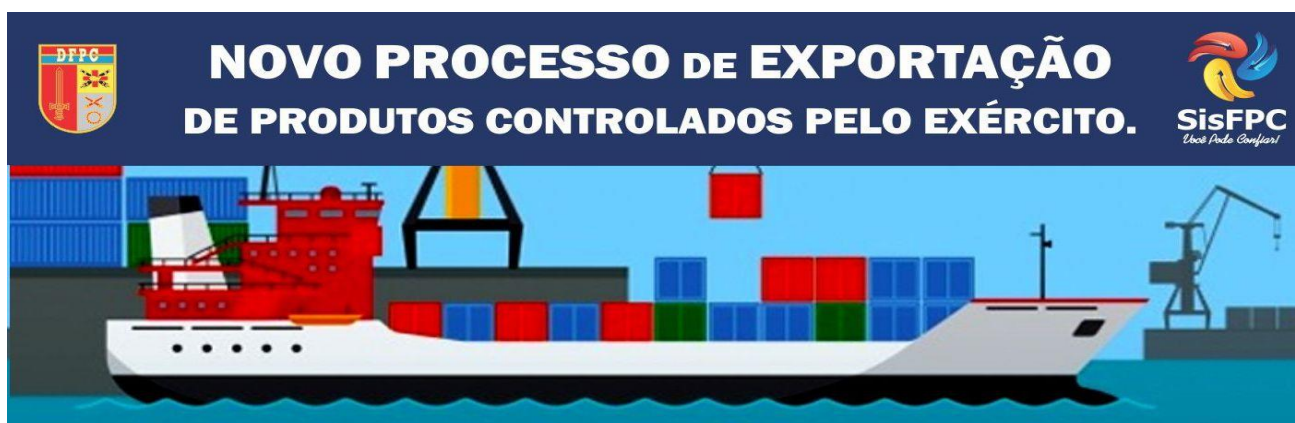 DFPC
NOVO PROCESSO DE EXPORTAÇÃO
DE PRODUTOS CONTROLADOS PELO EXÉRCITO.
SisFPC
Você Pode Confiar!